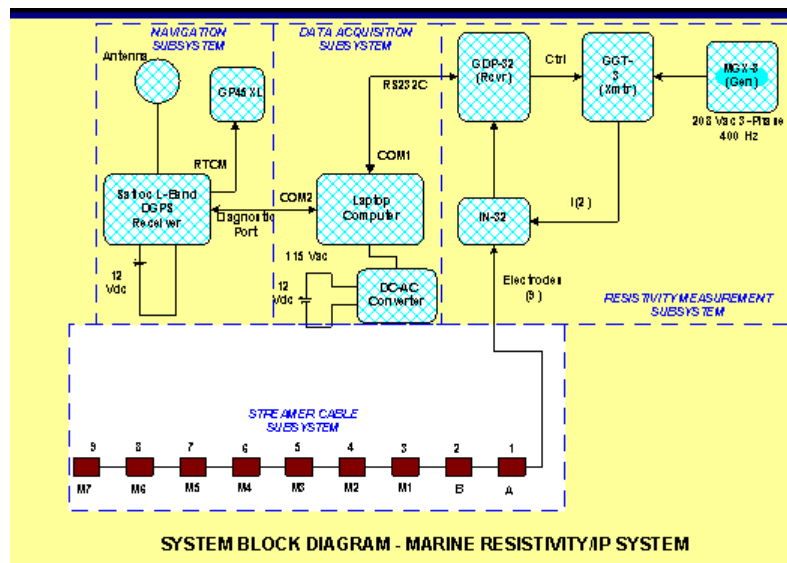 NAVIGATION
SUBSYSTEM
Antenna
GP45 XL
RTCM
Satloc L-Band
DGPS
Receiver
Diagnostic
Port
12
Vdc
DATA ACQUISITION
SUBSYSTEM
RS232C
COM1
COM2
Laptop
Computer
115 Vac
12
Vdc
DC-AC
Converter
GDP-32
(Rcvr)
Ctrl
GGT-
3
(Xmtr)
MGX-3
(Gen)
208 Vac 3-Phase
400 Hz
IN-32
I(2)
Electrodes
(9)
RESISTIVITY MEASUREMENT
SUBSYSTEM
STREAMER CABLE
SUBSYSTEM
9 8 7 6 5 4 3 2 1
M7 M6 M5 M4 M3 M2 M1 B A
SYSTEM BLOCK DIAGRAM - MARINE RESISTIVITY/IP SYSTEM